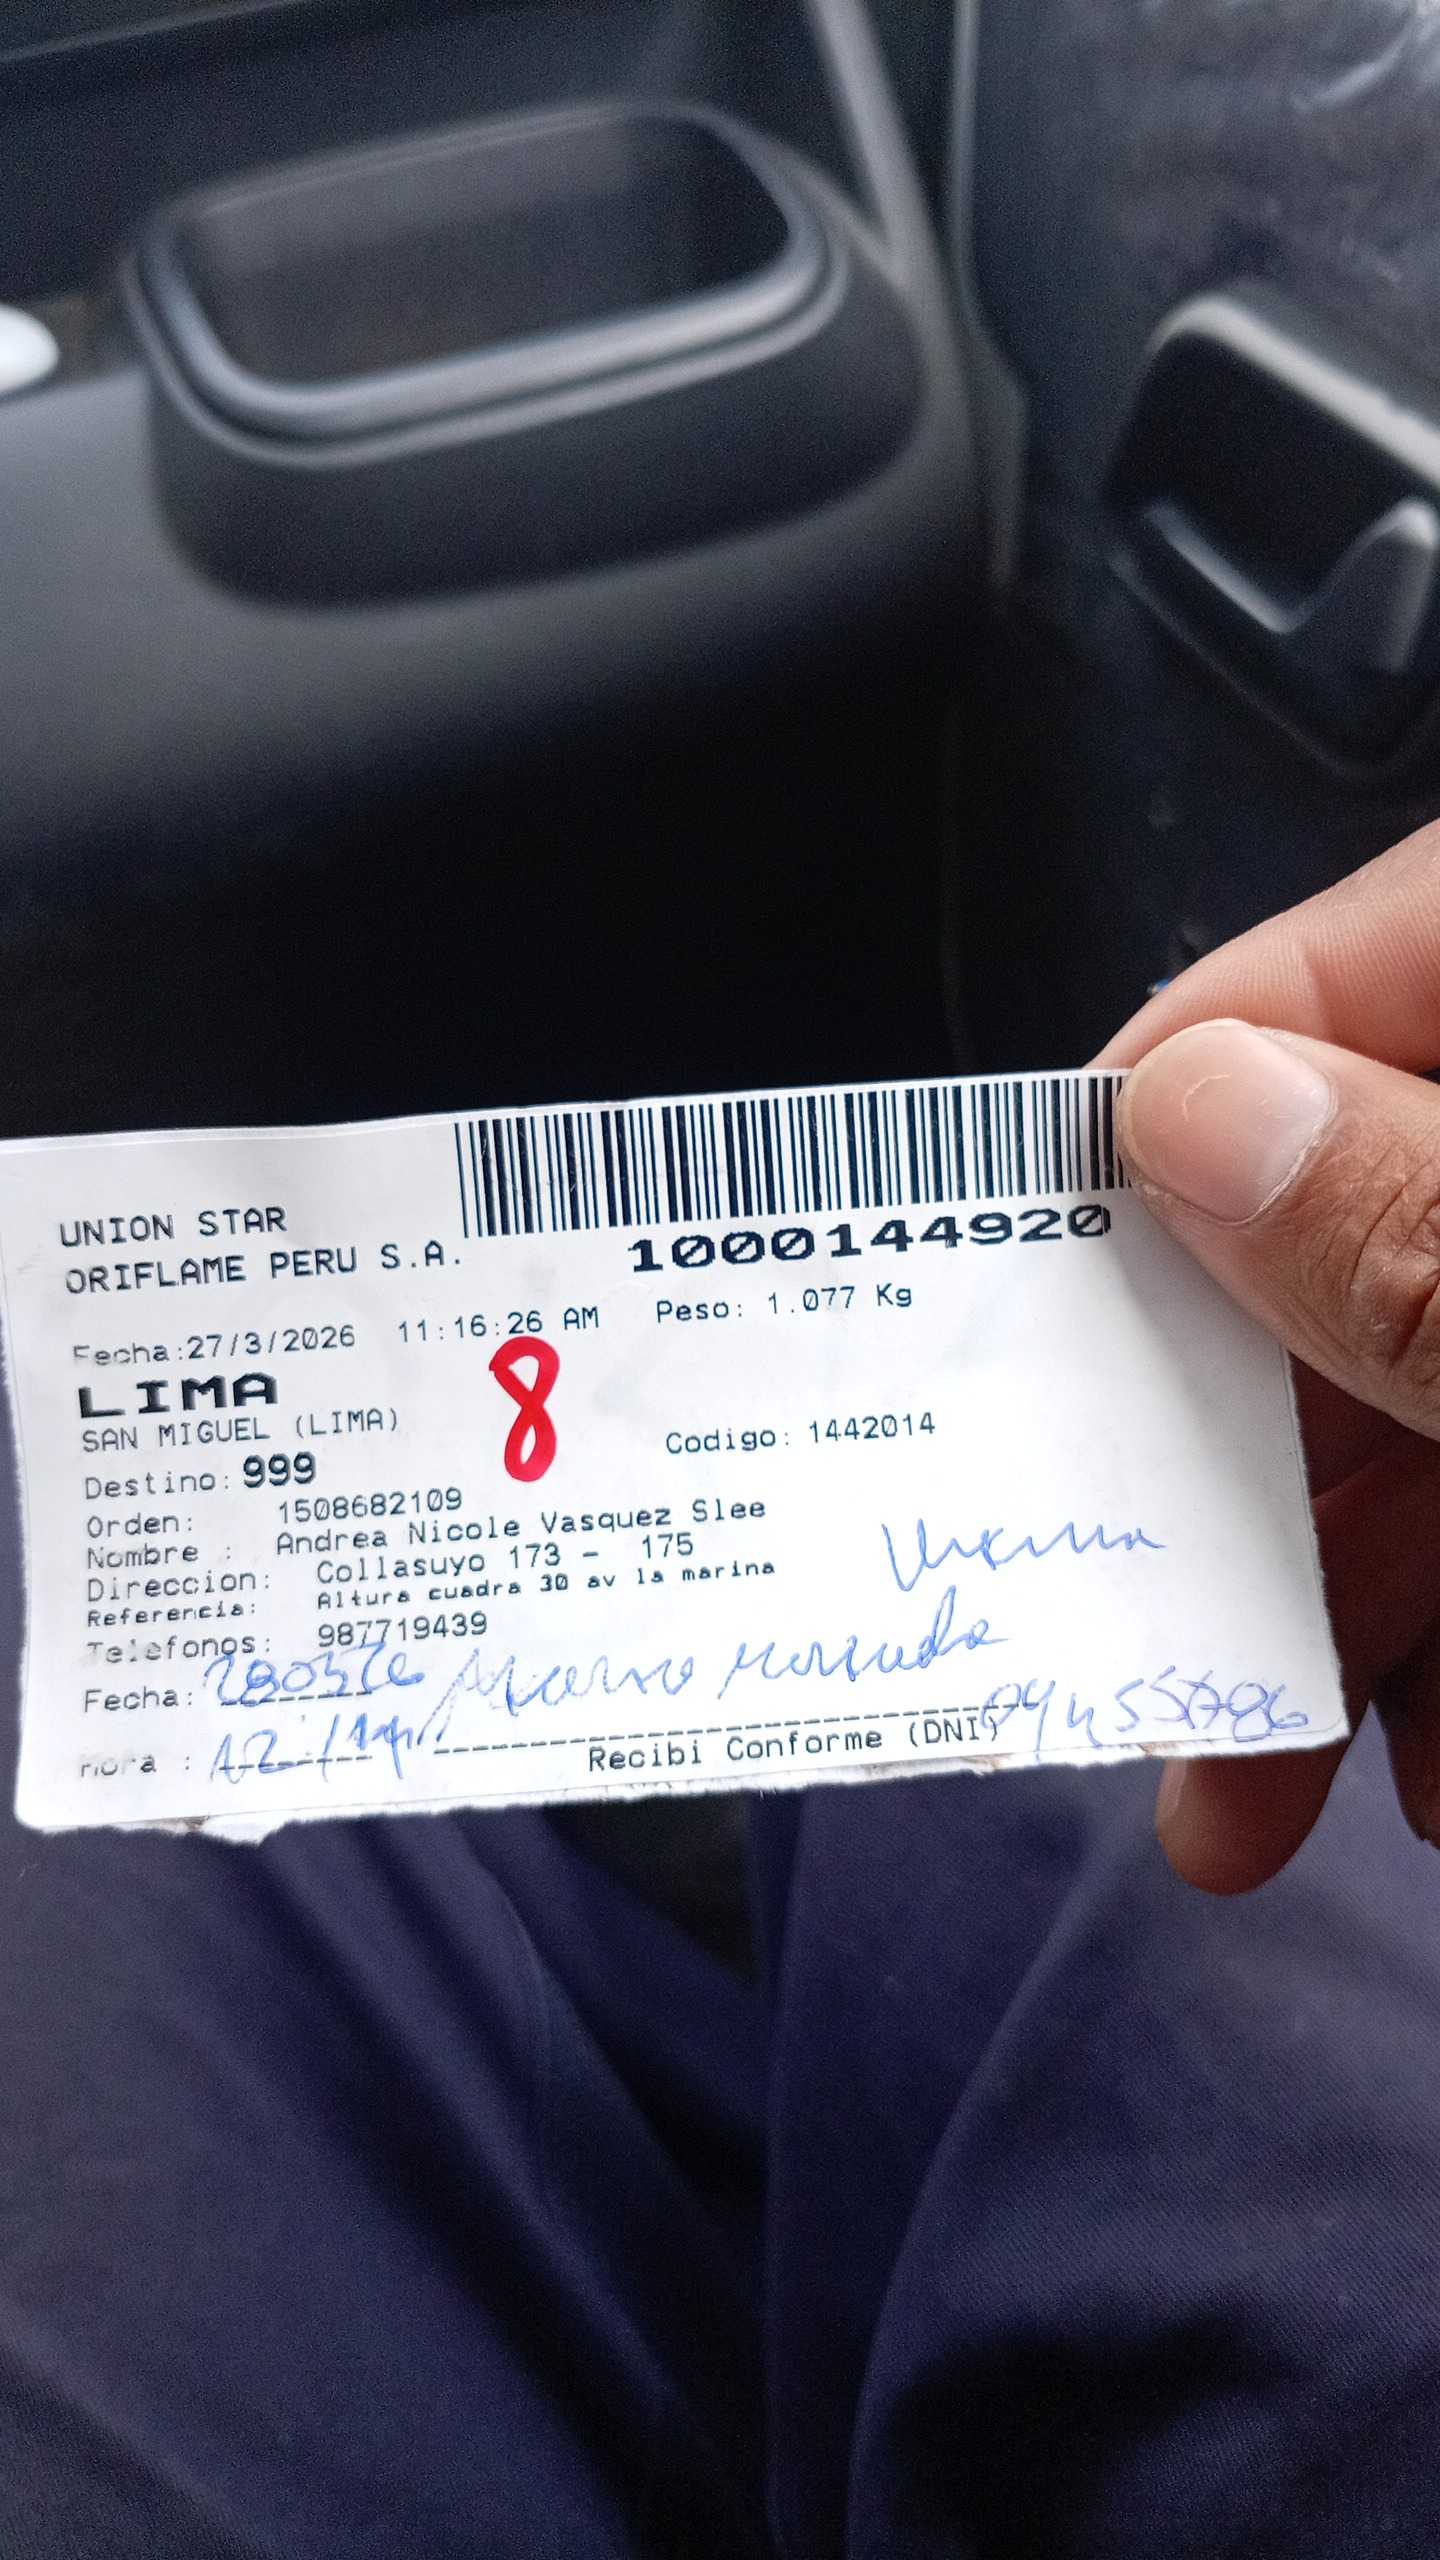 UNION STAR
ORIFLAME PERU S.A.
1000144920
Fecha:27/3/2026 11:16:26 AM Peso: 1.077 Kg
LIMA
8
SAN MIGUEL (LIMA)
Codigo: 1442014
Destino: 999
Orden: 1508682109
Nombre : Andrea Nicole Vasquez Slee
Direccion: Collasuyo 173 - 175
Referencia: Altura cuadra 30 av la marina
Telefonos: 987719439
Fecha: 280326
Hora : 12
Recibi Conforme (DNI)